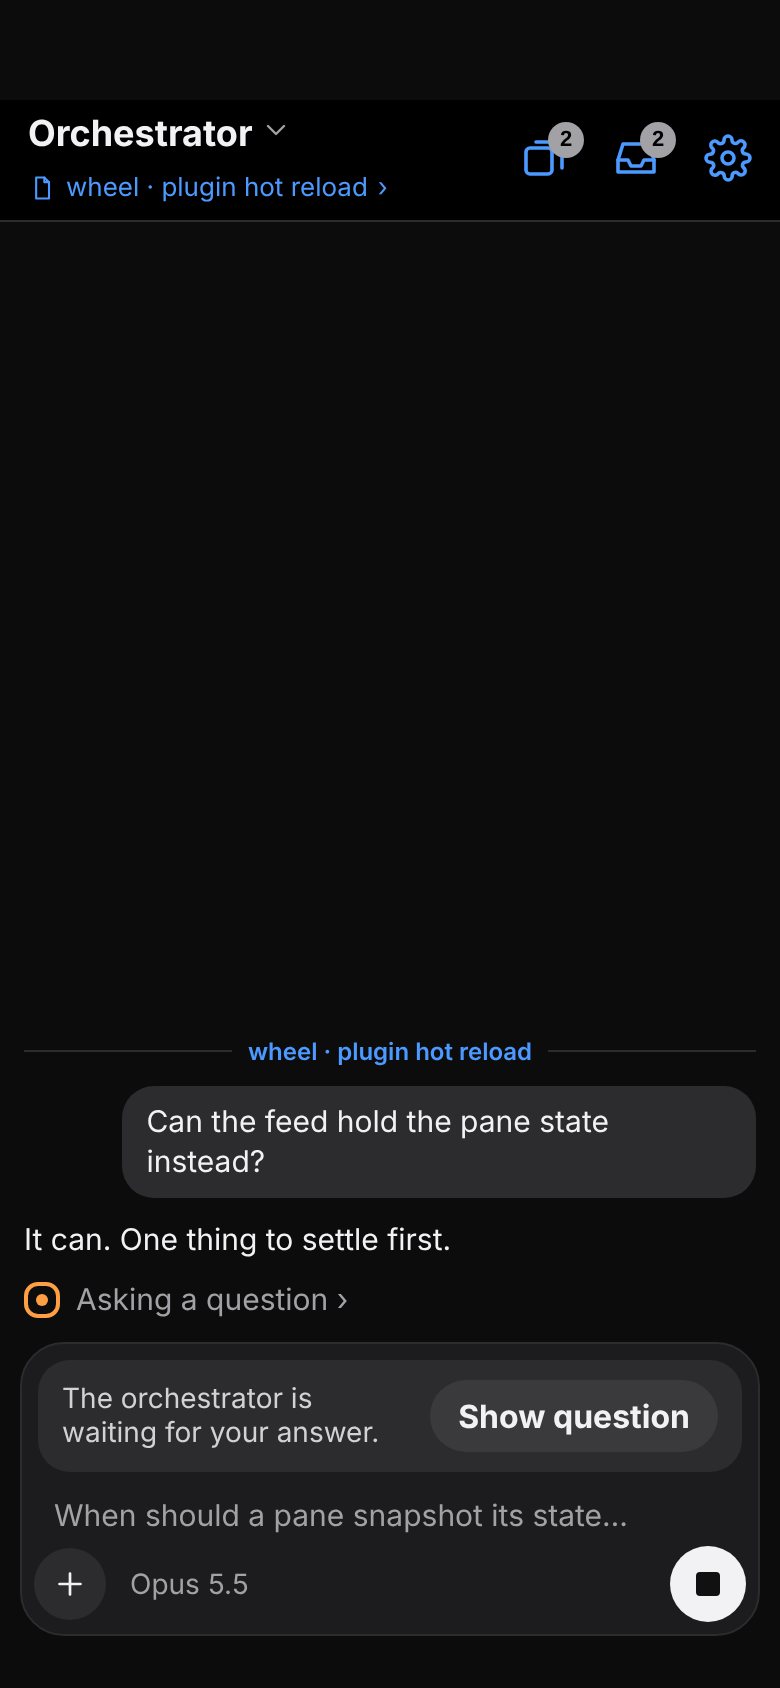 Orchestrator
2
2
wheel · plugin hot reload ›
wheel · plugin hot reload
Can the feed hold the pane state
instead?
It can. One thing to settle first.
Asking a question ›
The orchestrator is
waiting for your answer.
Show question
When should a pane snapshot its state...
Opus 5.5